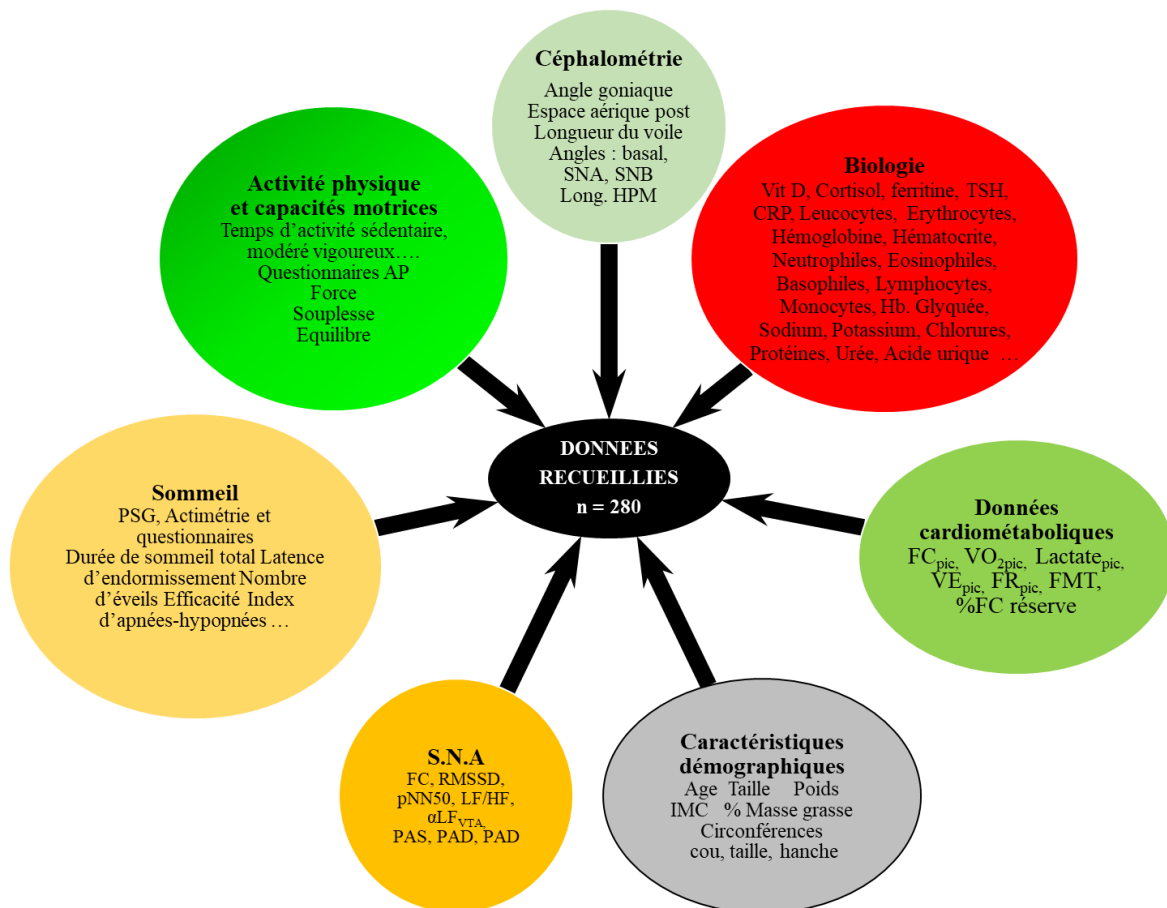 Céphalométrie
Angle goniaque
Espace aérique post
Longueur du voile
Angles : basal,
SNA, SNB
Long. HPM
Activité physique
et capacités motrices
Temps d’activité sédentaire,
modéré vigoureux….
Questionnaires AP
Force
Souplesse
Equilibre
Biologie
Vit D, Cortisol, ferritine, TSH,
CRP, Leucocytes, Erythrocytes,
Hémoglobine, Hématocrite,
Neutrophiles, Eosinophiles,
Basophiles, Lymphocytes,
Monocytes, Hb. Glyquée,
Sodium, Potassium, Chlorures,
Protéines, Urée, Acide urique …
DONNEES
RECUEILLIES
n = 280
Sommeil
PSG, Actimétrie et
questionnaires
Durée de sommeil total Latence
d’endormissement Nombre
d’éveils Efficacité Index
d’apnées-hypopnées …
Données
cardiométaboliques
FCpic, VO2pic, Lactatepic,
VEpic, FRpic, FMT,
%FC réserve
S.N.A
FC, RMSSD,
pNN50, LF/HF,
αLFVTA,
PAS, PAD, PAD
Caractéristiques
démographiques
Age Taille Poids
IMC % Masse grasse
Circonférences
cou, taille, hanche